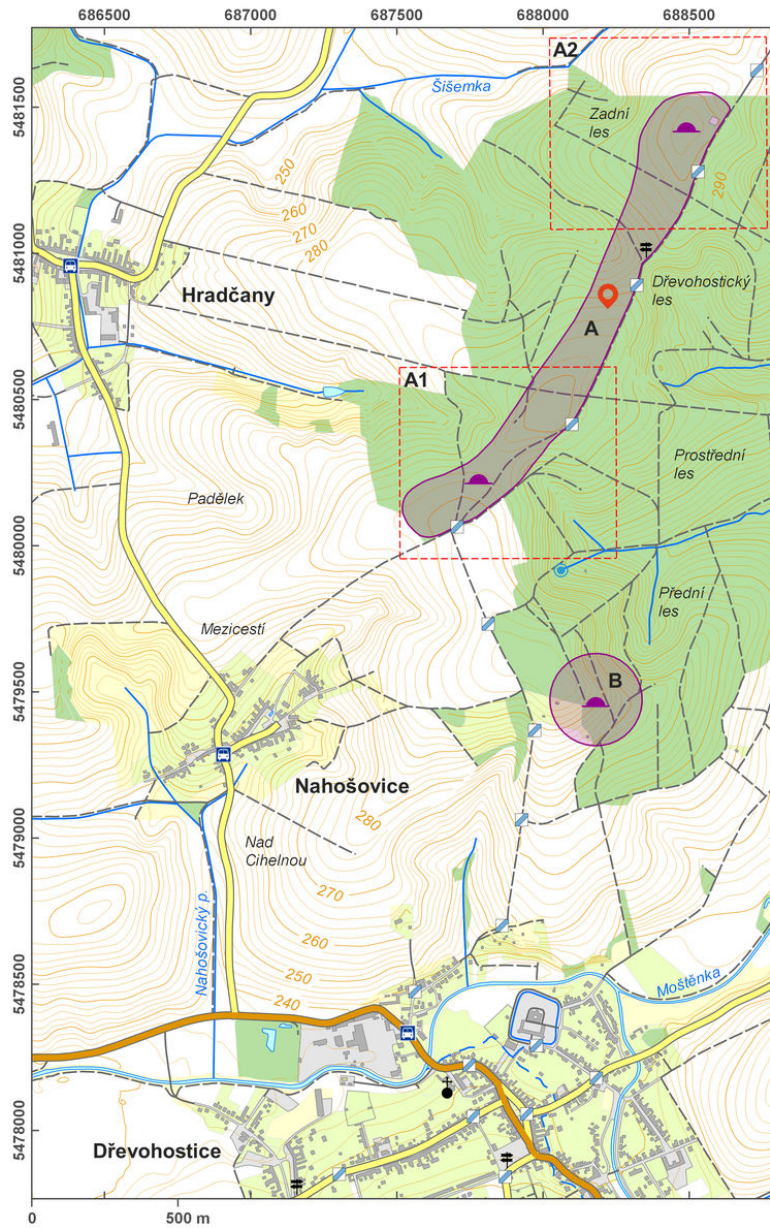 686500 687000 687500 688000 688500
A2
Šišemka
5481500
Zadní
les
250
260
270
280
290
5481000
Hradčany
Dřevohostický
les
A
A1
5480500
Prostřední
les
Padělek
5480000
Přední
les
Mezicestí
B
5479500
Nahošovice
280
5479000
Nad
Cihelnou
270
260
Nahošovický p.
250
240
5478500
Moštěnka
5478000
Dřevohostice
0 500 m